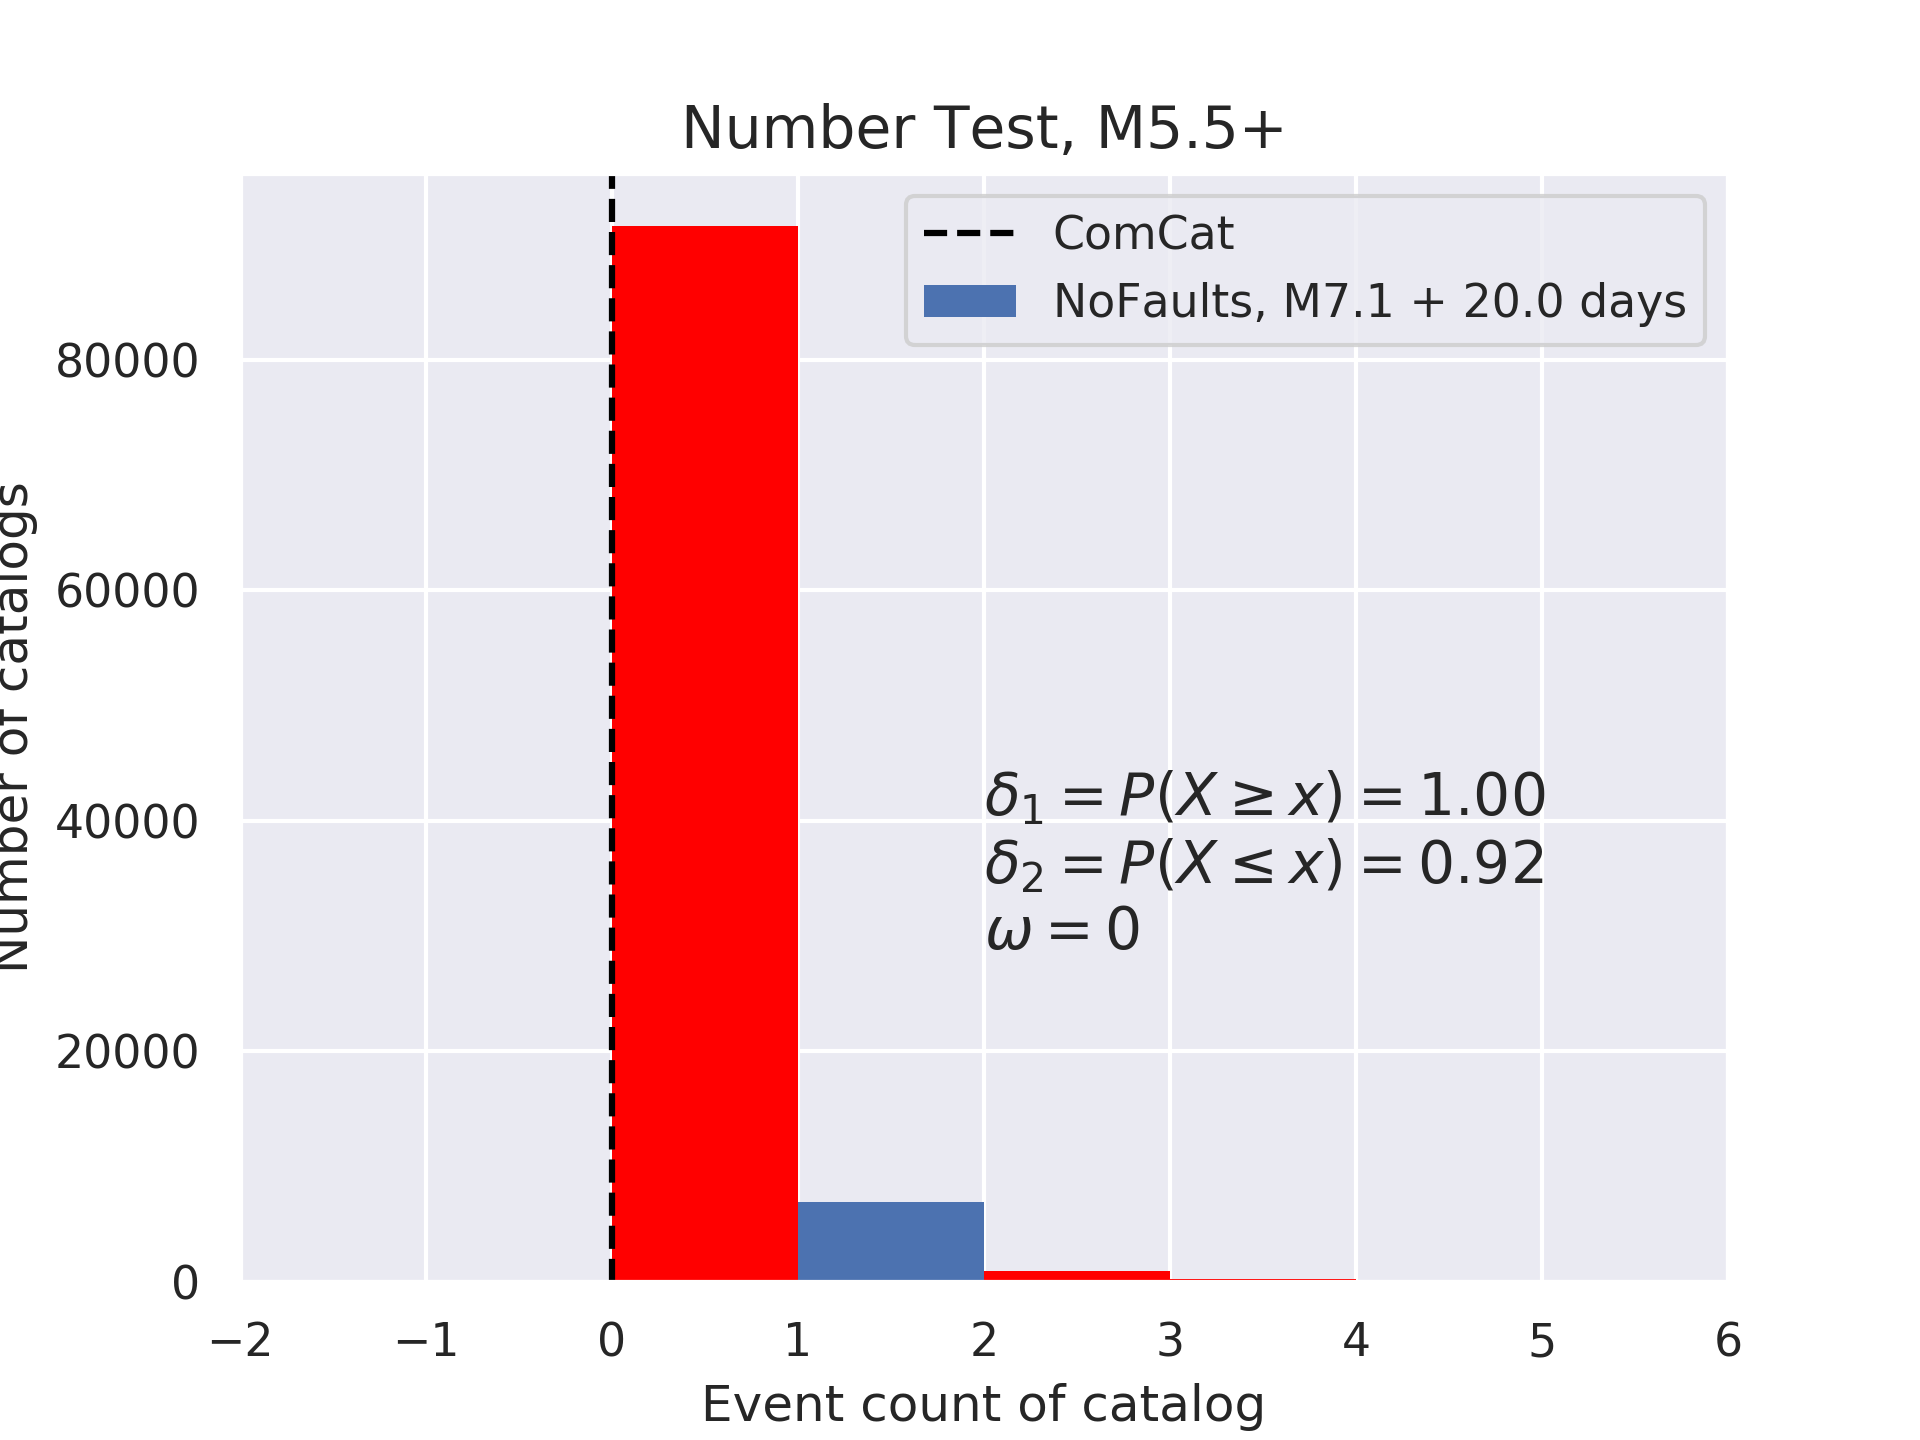 Number Test, M5.5+
ComCat
NoFaults, M7.1 + 20.0 days
Number of catalogs
80000
60000
40000
20000
0
δ₁ = P(X ≥ x) = 1.00
δ₂ = P(X ≤ x) = 0.92
ω = 0
−2 −1 0 1 2 3 4 5 6
Event count of catalog